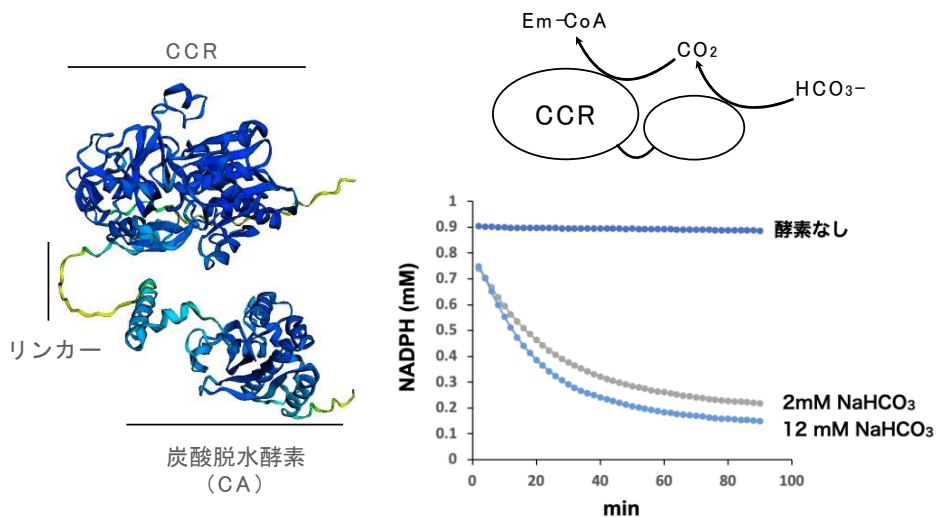 CCR
リンカー
炭酸脱水酵素
（CA）
Em-CoA
CO₂
HCO₃−
CCR
NADPH (mM)
1
0.9
0.8
0.7
0.6
0.5
0.4
0.3
0.2
0.1
0
0 20 40 60 80 100
min
酵素なし
2mM NaHCO₃
12 mM NaHCO₃